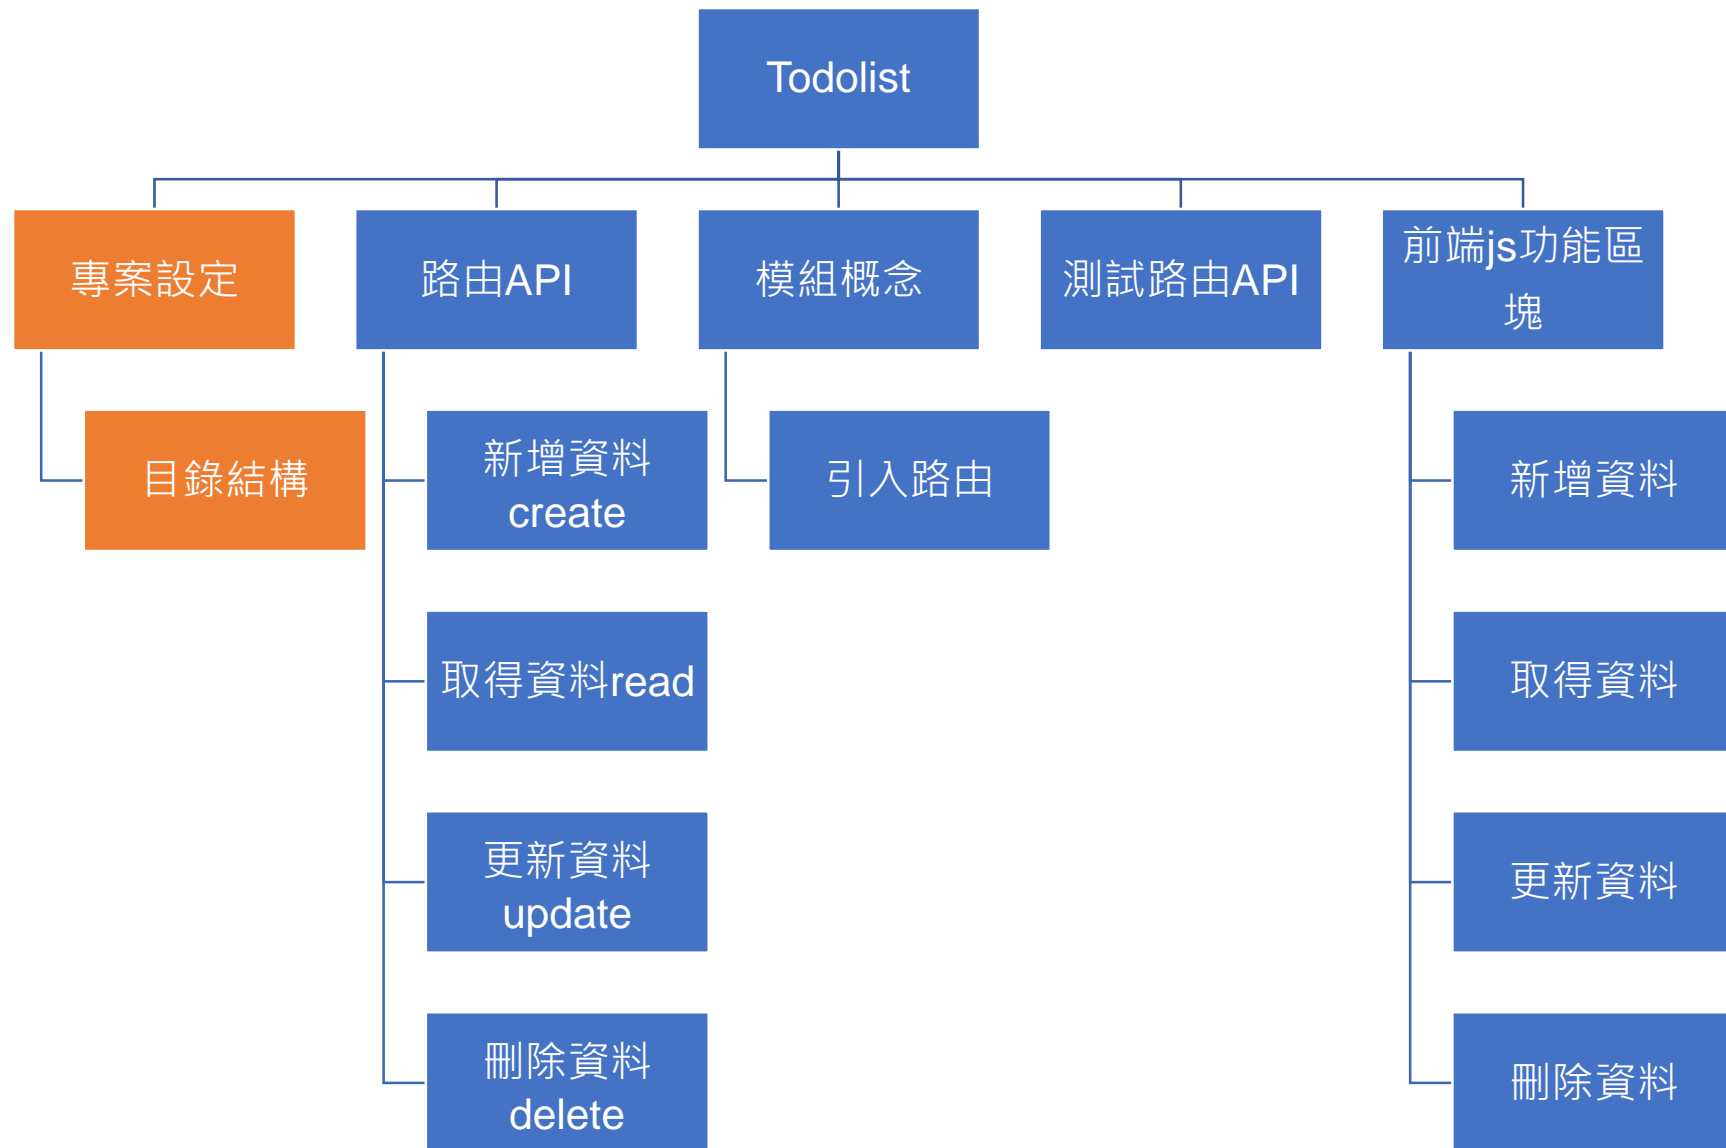 Todolist
專案設定
路由API
模組概念
測試路由API
前端js功能區
塊
目錄結構
新增資料
create
引入路由
新增資料
取得資料read
取得資料
更新資料
update
更新資料
刪除資料
delete
刪除資料